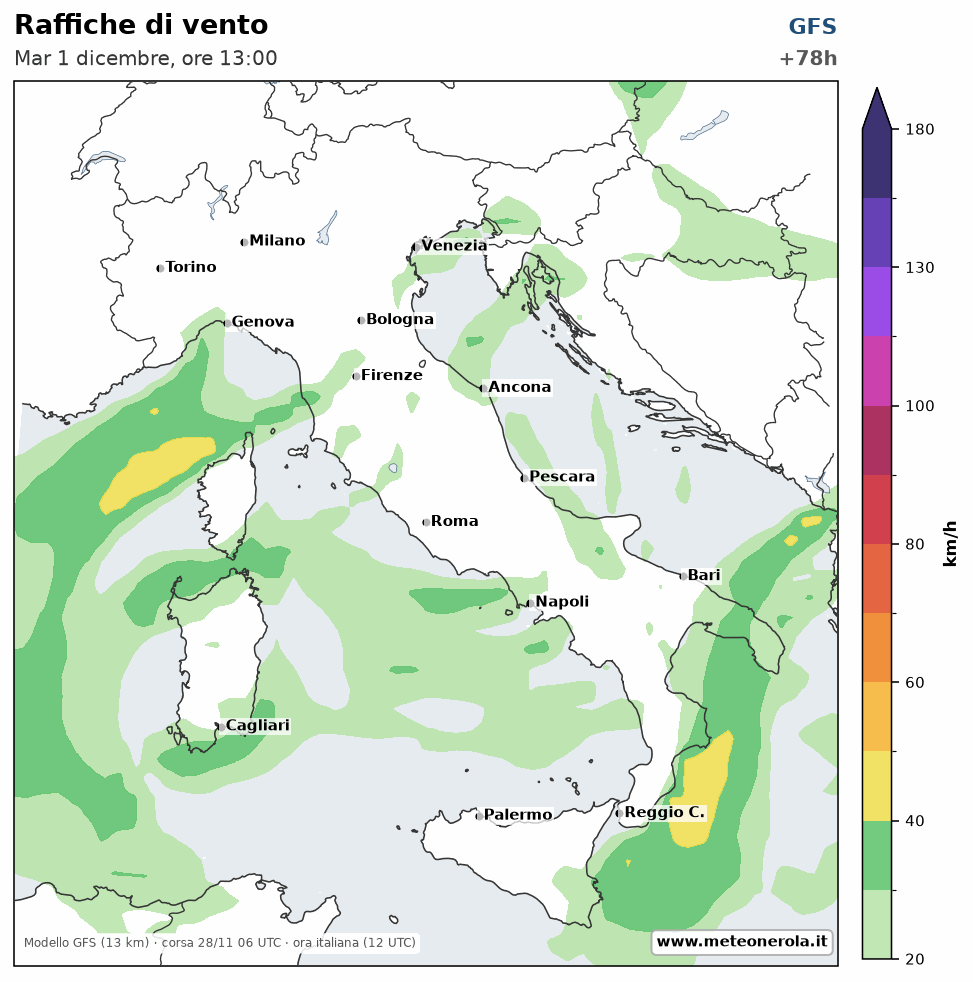 Raffiche di vento
GFS
Mar 1 dicembre, ore 13:00
+78h
180
130
100
80
60
40
20
km/h
Milano
Venezia
Torino
Genova
Bologna
Firenze
Ancona
Pescara
Roma
Bari
Napoli
Cagliari
Palermo
Reggio C.
Modello GFS (13 km) · corsa 28/11 06 UTC · ora italiana (12 UTC)
www.meteonerola.it